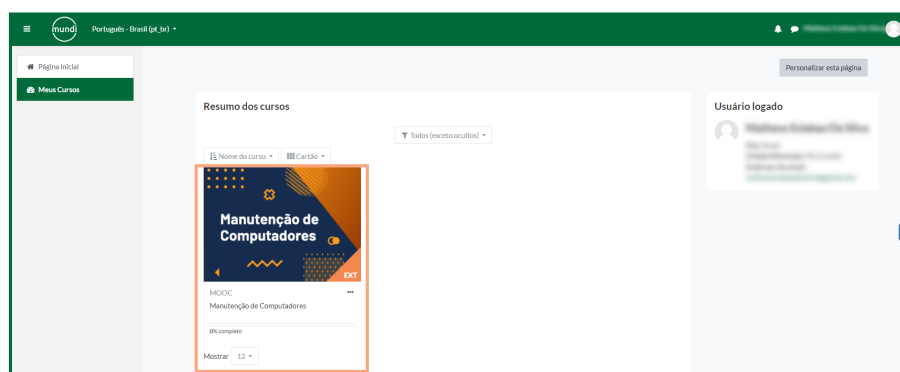 mundi
Português - Brasil (pt_br)
Página inicial
Meus Cursos
Personalizar esta página
Resumo dos cursos
Todos (exceto ocultos)
Nome do curso
Cartão
Manutenção de
Computadores
EXT
MOOC
Manutenção de Computadores
0% completo
Mostrar 12
Usuário logado